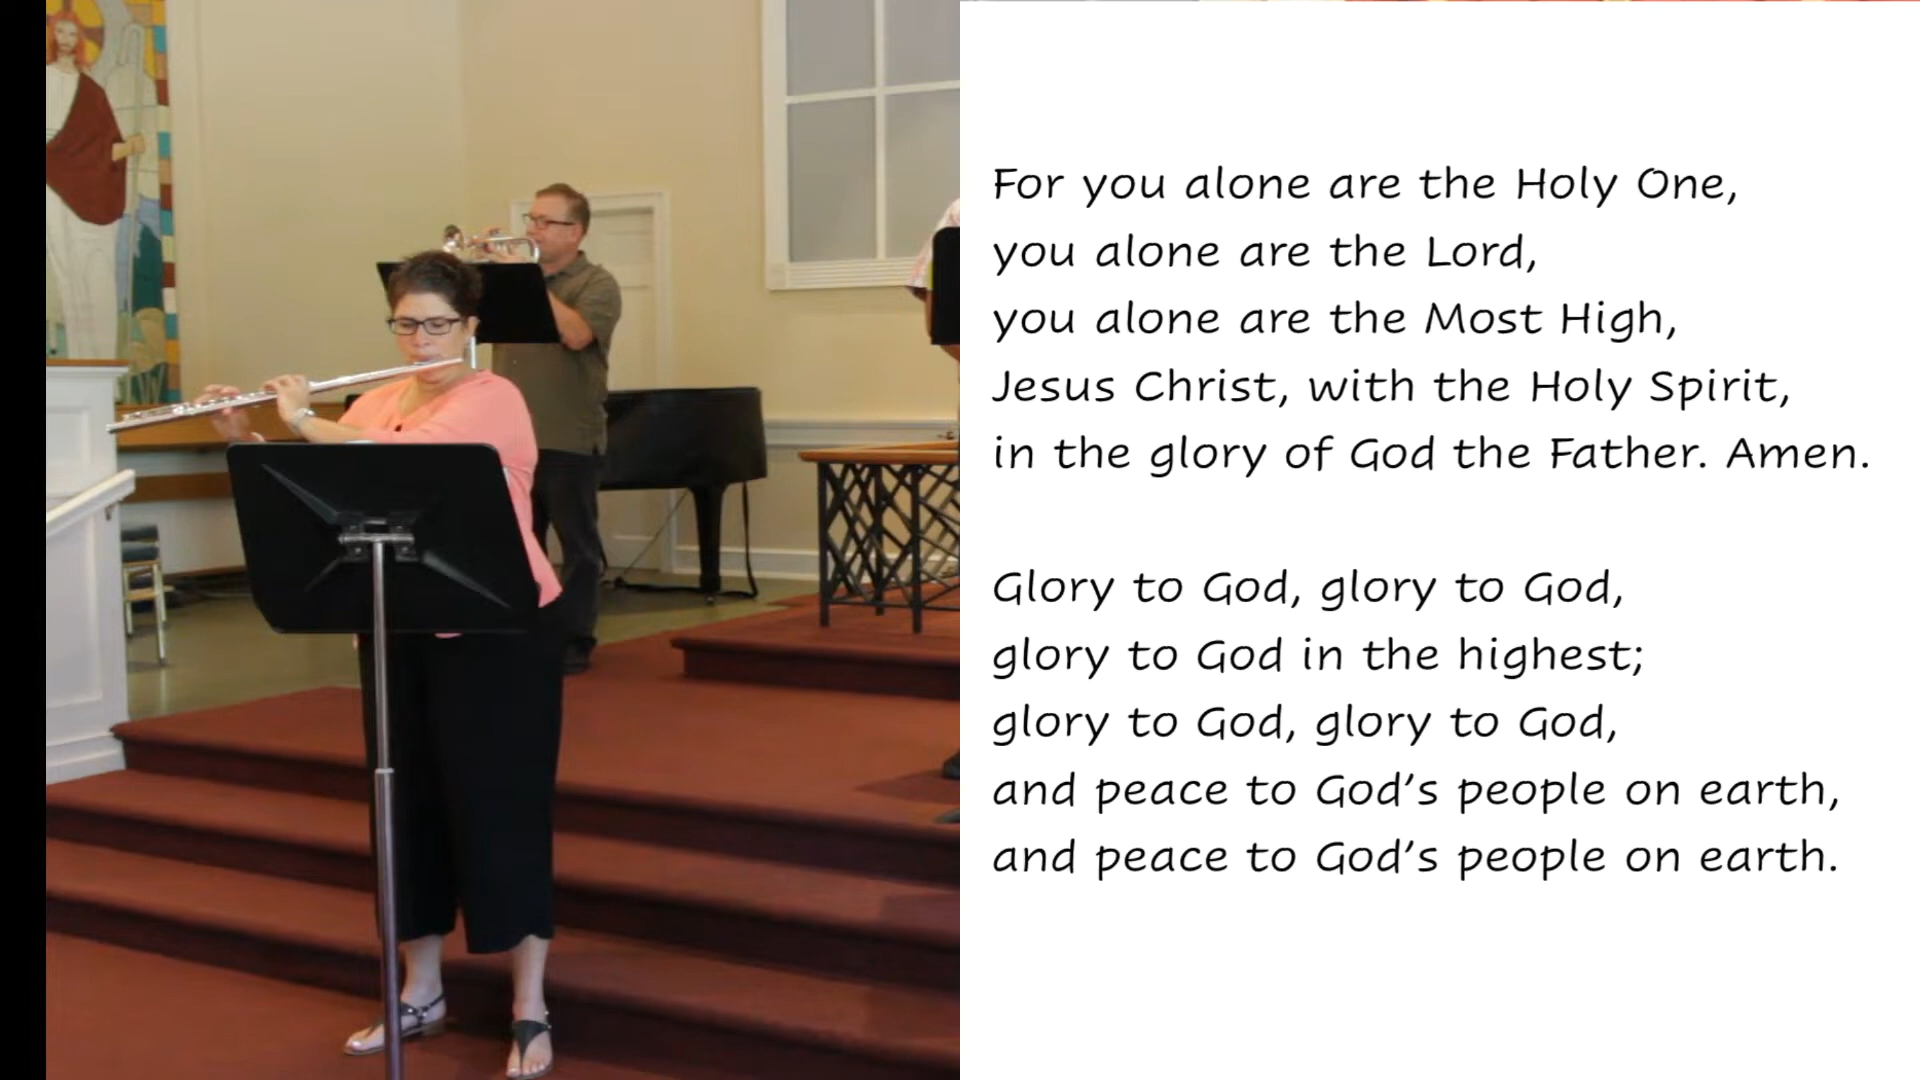 For you alone are the Holy One,
you alone are the Lord,
you alone are the Most High,
Jesus Christ, with the Holy Spirit,
in the glory of God the Father. Amen.
Glory to God, glory to God,
glory to God in the highest;
glory to God, glory to God,
and peace to God's people on earth,
and peace to God's people on earth.